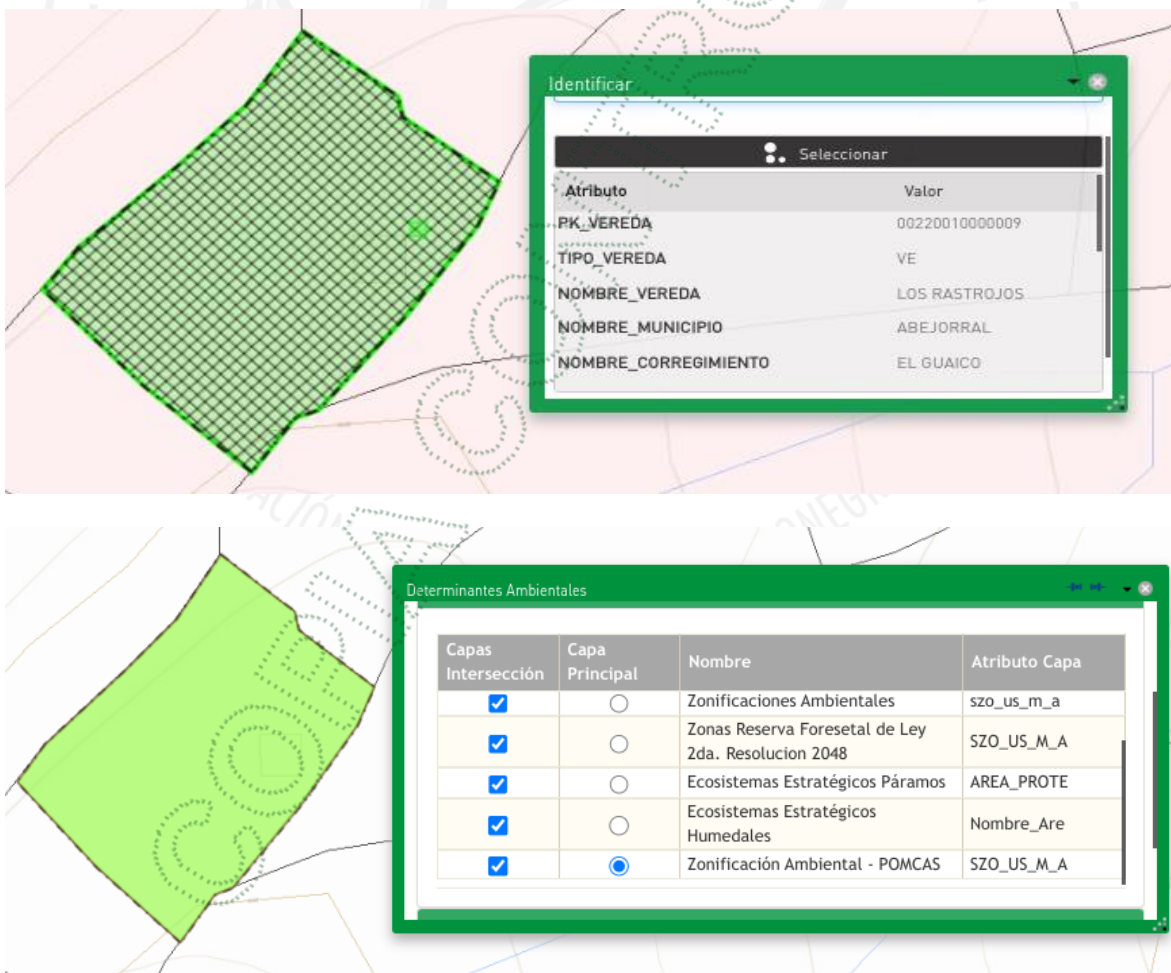 Identificar
Seleccionar
Atributo Valor
PK_VEREDA 00220010000009
TIPO_VEREDA VE
NOMBRE_VEREDA LOS RASTROJOS
NOMBRE_MUNICIPIO ABEJORRAL
NOMBRE_CORREGIMIENTO EL GUAICO
Determinantes Ambientales
Capas Intersección Capa Principal Nombre Atributo Capa
Zonificaciones Ambientales szo_us_m_a
Zonas Reserva Foresetal de Ley
2da. Resolucion 2048 SZO_US_M_A
Ecosistemas Estratégicos Páramos AREA_PROTE
Ecosistemas Estratégicos
Humedales Nombre_Are
Zonificación Ambiental - POMCAS SZO_US_M_A